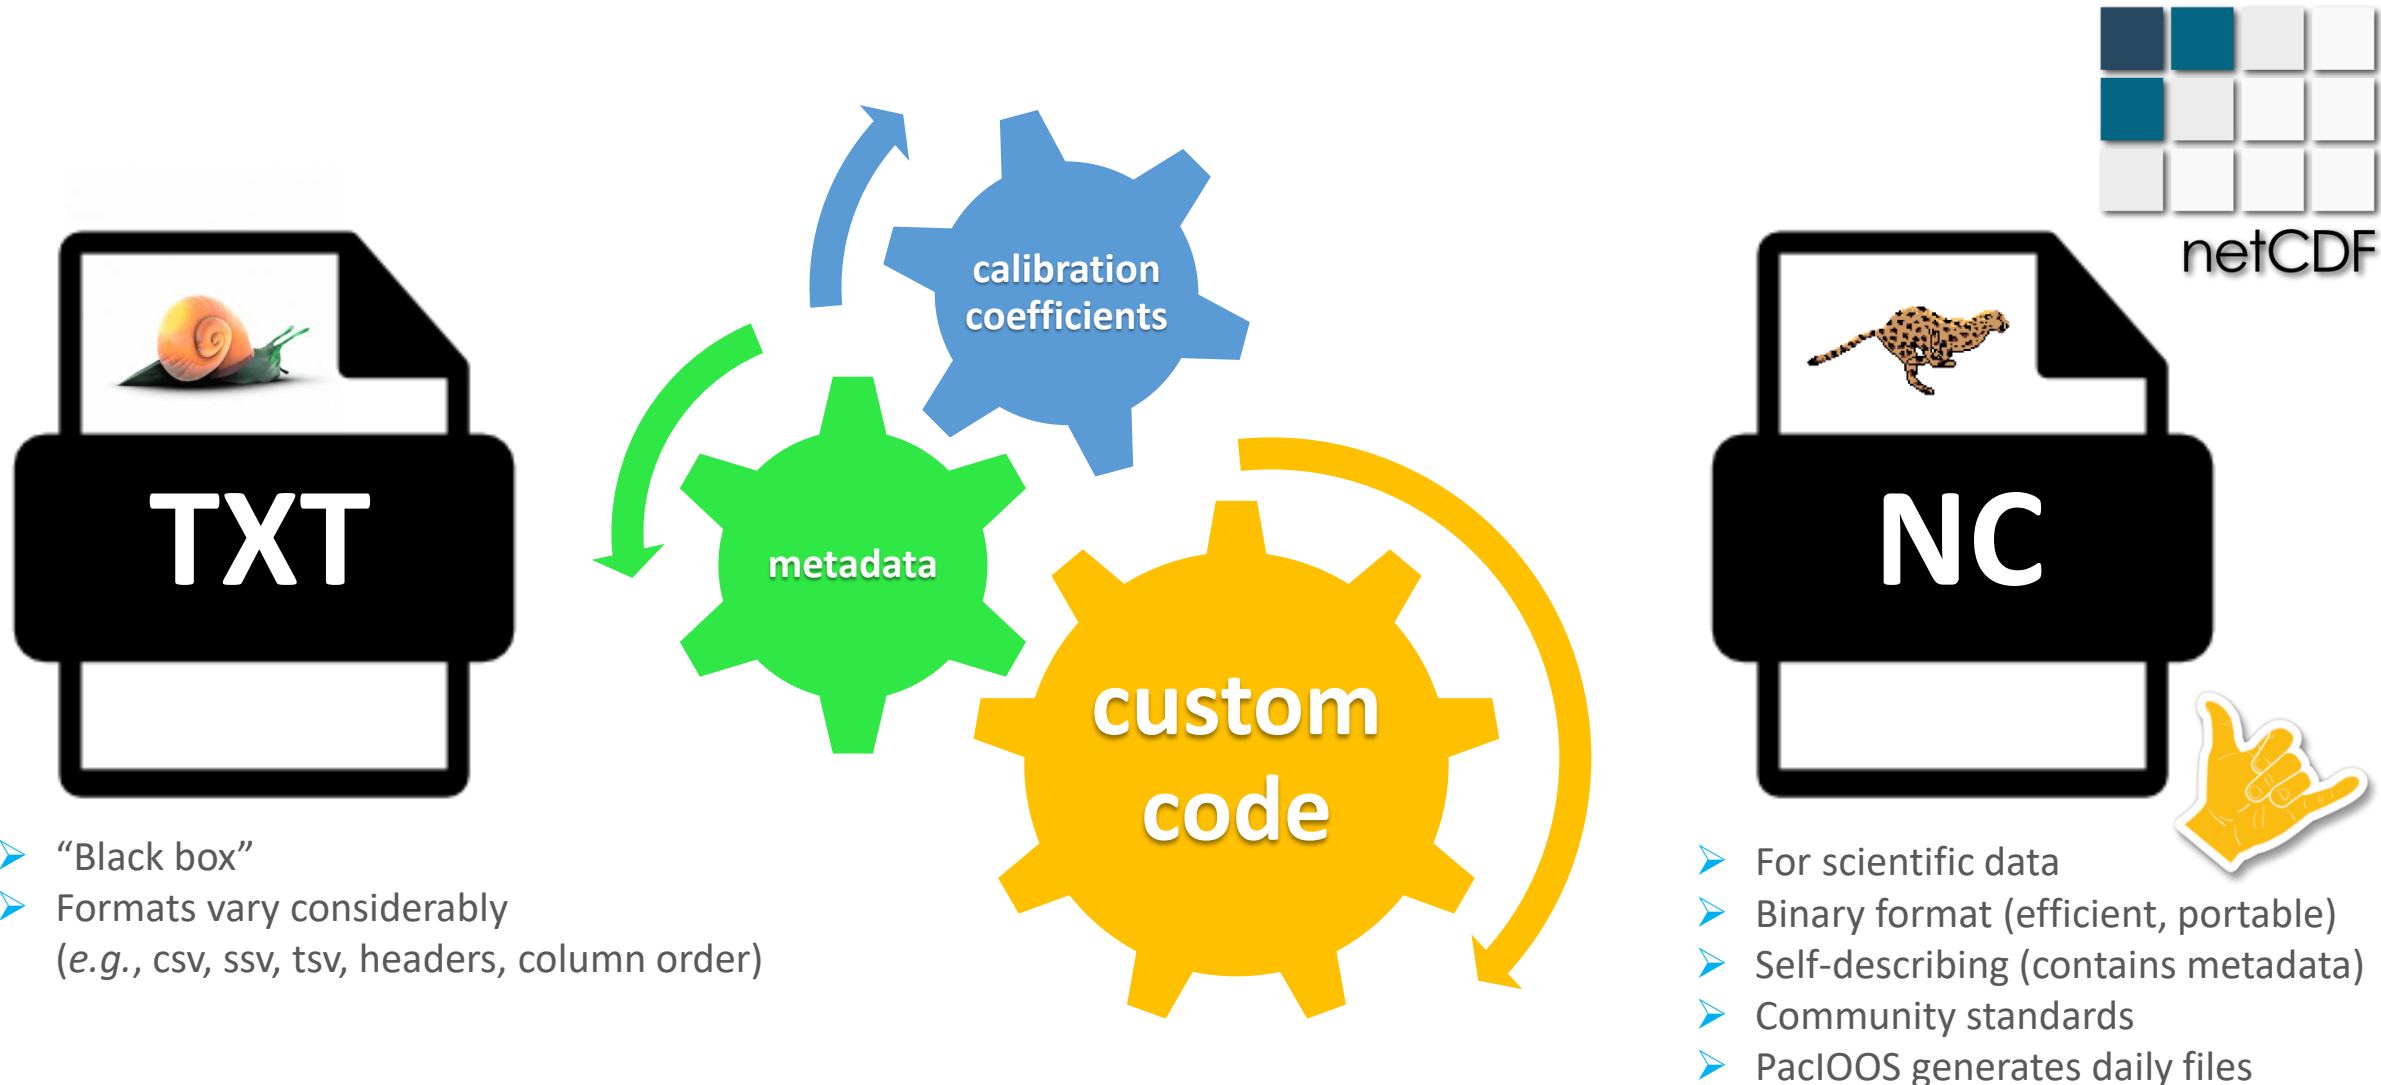 netCDF
calibration
coefficients
TXT
metadata
custom
code
NC
“Black box”
Formats vary considerably
(e.g., csv, ssv, tsv, headers, column order)
For scientific data
Binary format (efficient, portable)
Self-describing (contains metadata)
Community standards
PacIOOS generates daily files